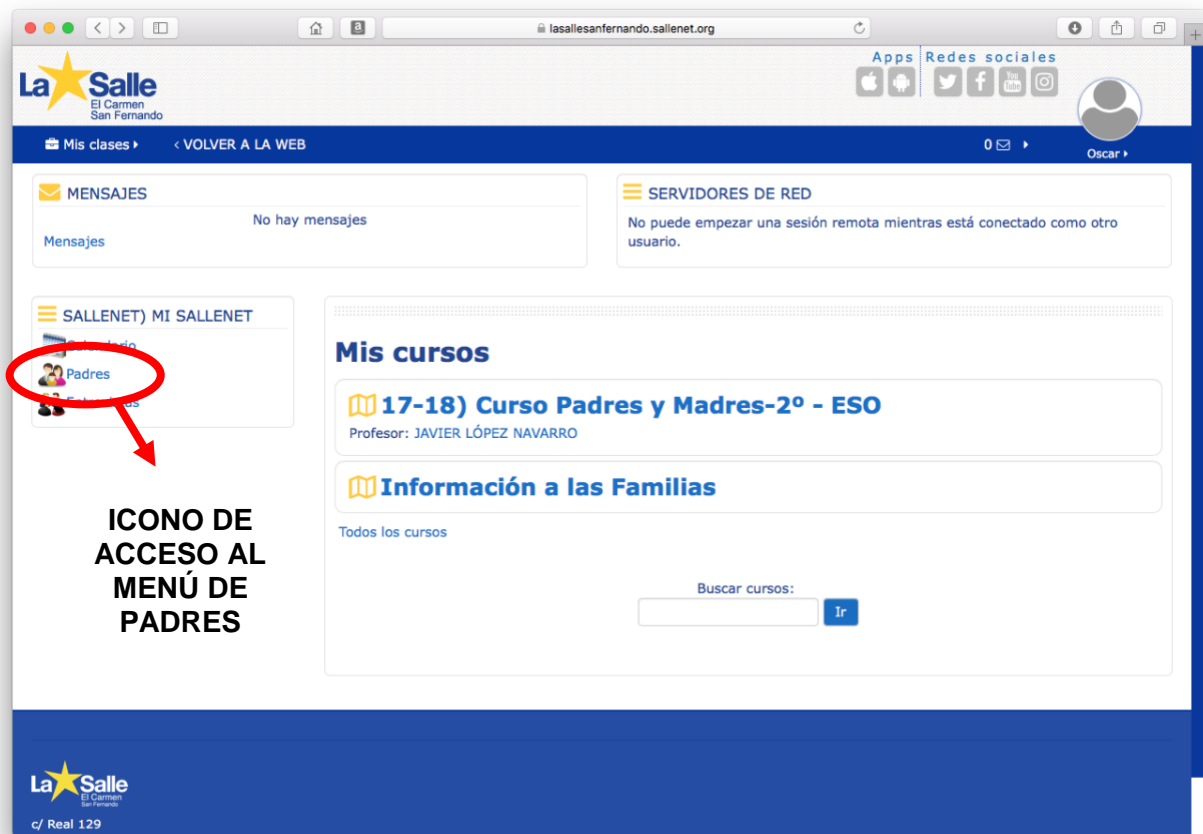 lasallesanfernando.sallenet.org
La Salle
El Carmen
San Fernando
Apps Redes sociales
You
Tube
Mis clases
< VOLVER A LA WEB
0
Oscar
MENSAJES
No hay mensajes
Mensajes
SERVIDORES DE RED
No puede empezar una sesión remota mientras está conectado como otro
usuario.
SALLENET) MI SALLENET
Calendario
Padres
Mis cursos
17-18) Curso Padres y Madres-2º - ESO
Profesor: JAVIER LÓPEZ NAVARRO
Información a las Familias
Todos los cursos
Buscar cursos:
Ir
ICONO DE
ACCESO AL
MENÚ DE
PADRES
La Salle
El Carmen
San Fernando
c/ Real 129